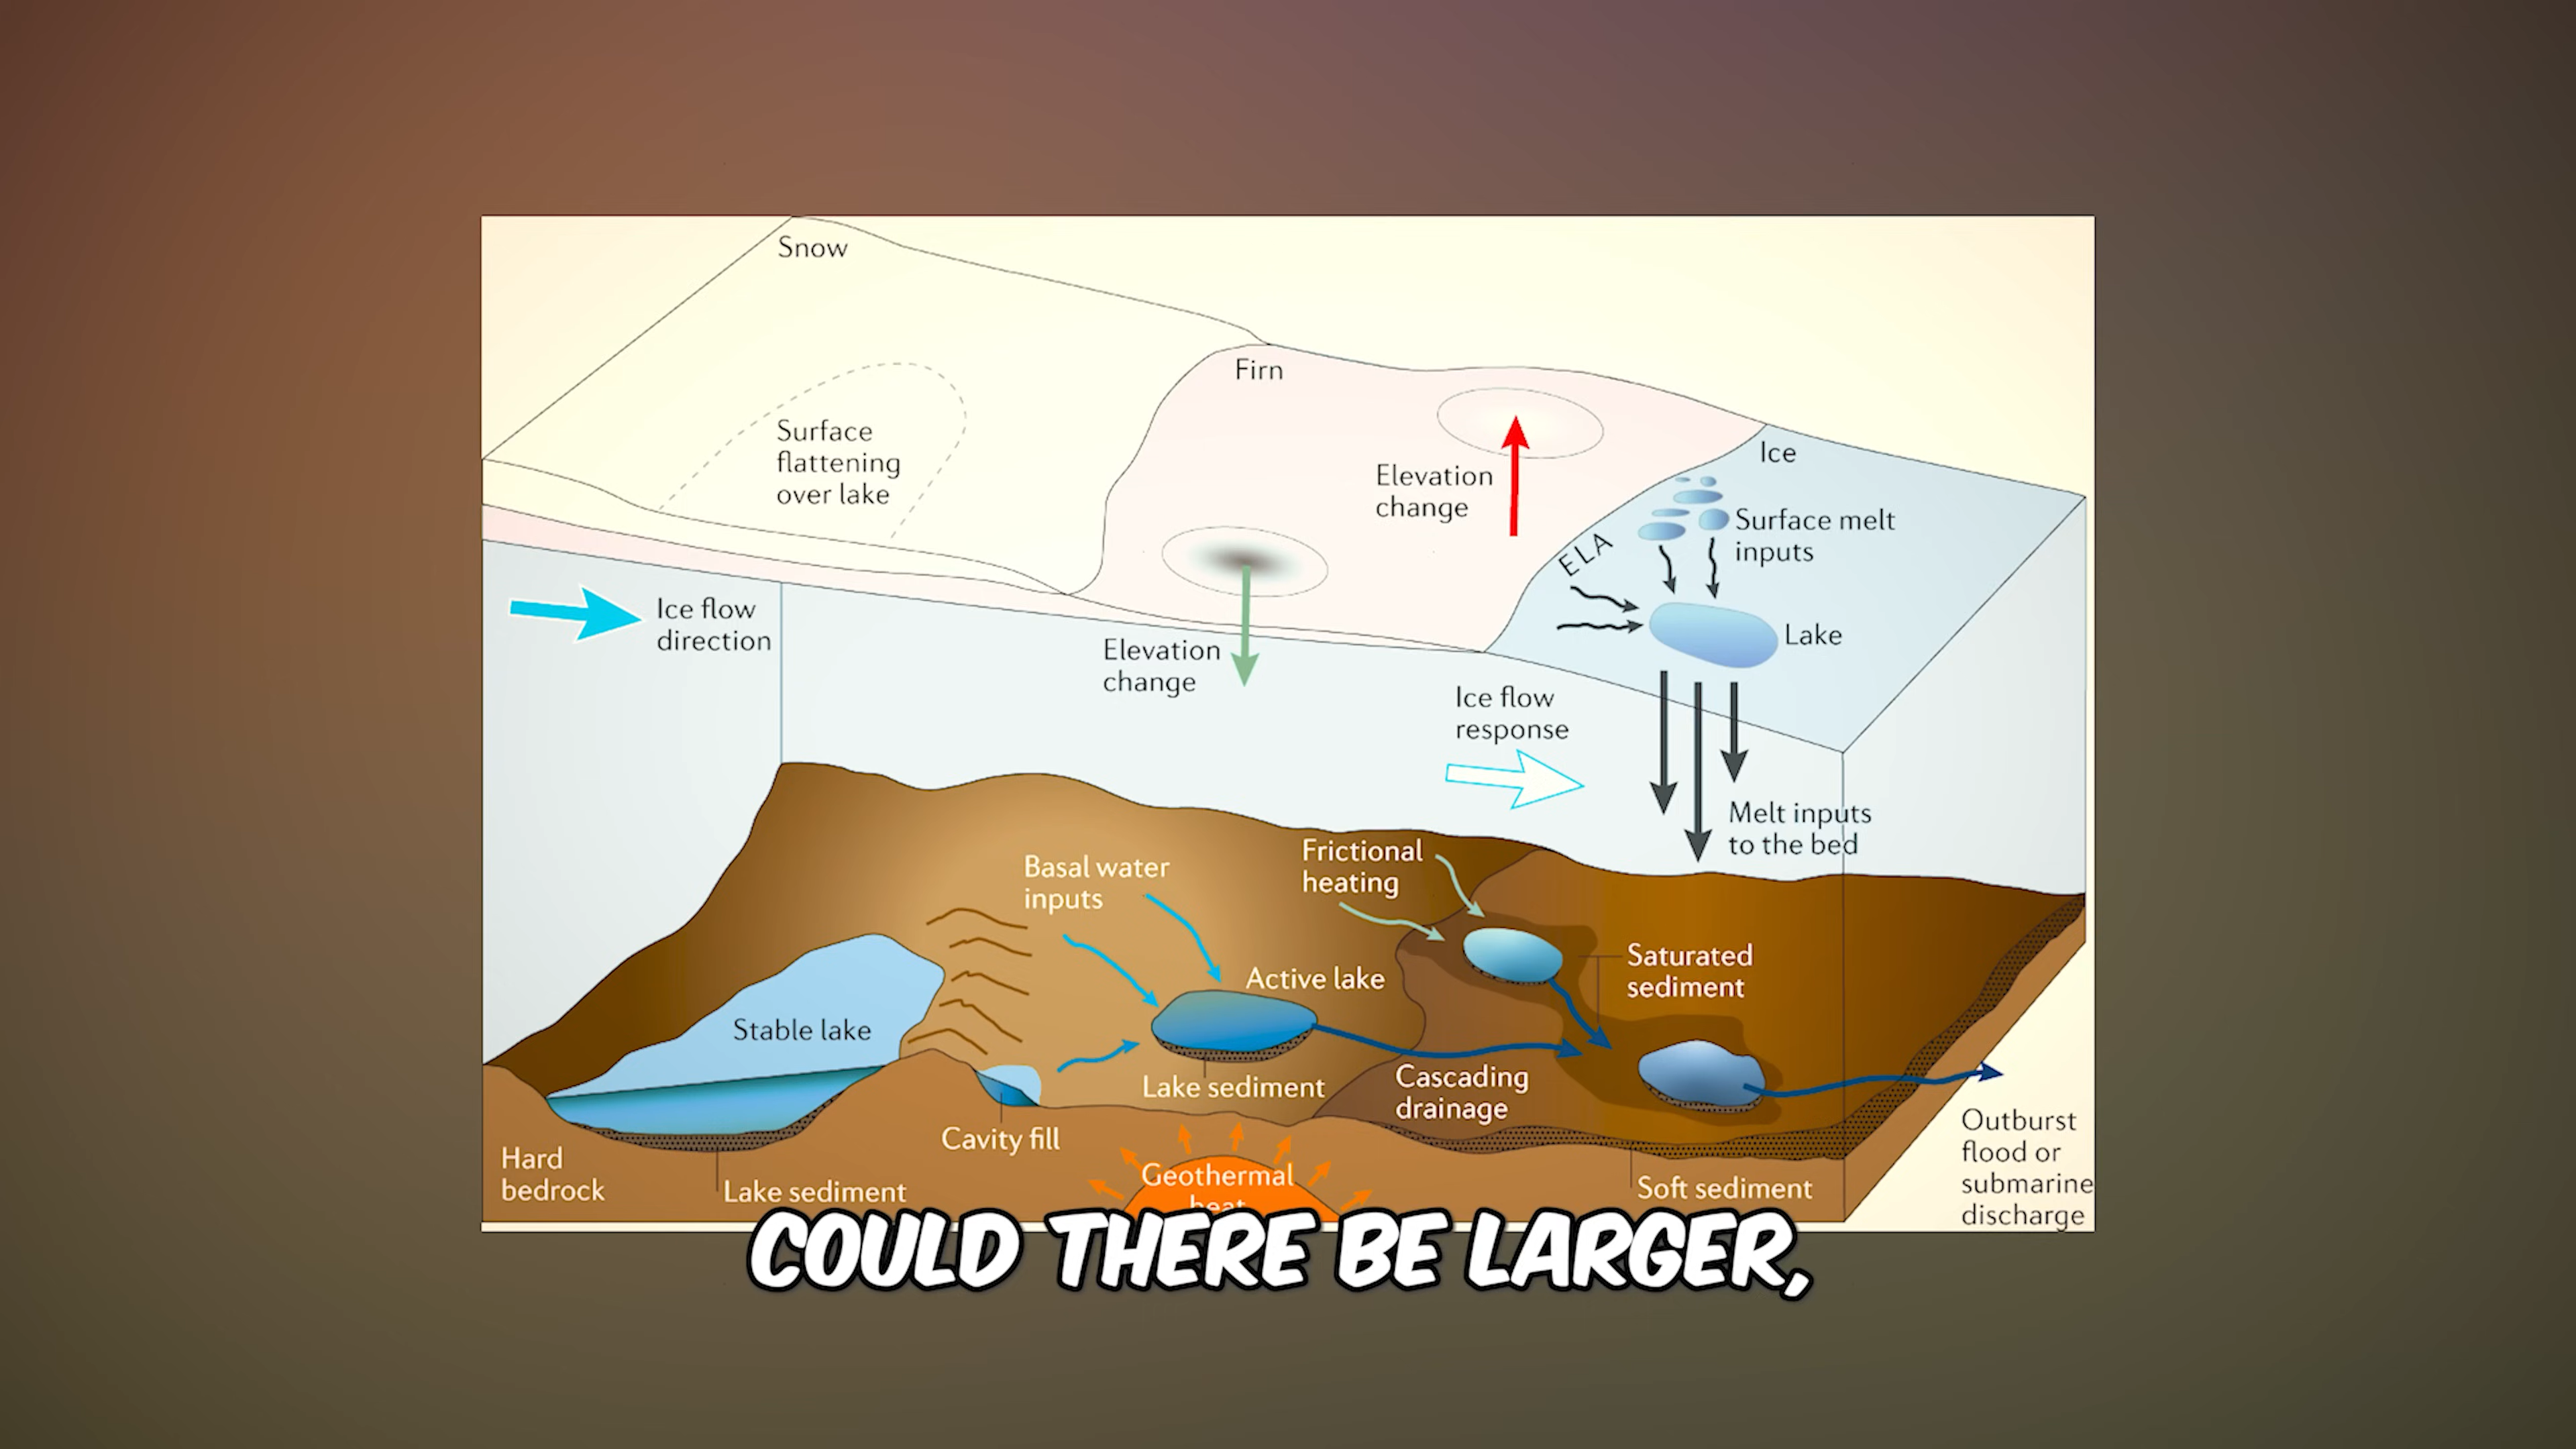 Snow
Firn
Surface
flattening
over lake
Elevation
change
Ice
Surface melt
inputs
ELA
Ice flow
direction
Lake
Elevation
change
Ice flow
response
Melt inputs
to the bed
Frictional
heating
Basal water
inputs
Saturated
sediment
Active lake
Stable lake
Lake sediment
Cascading
drainage
Cavity fill
Outburst
flood or
submarine
discharge
Hard
bedrock
Lake sediment
Geothermal
heat
Soft sediment
COULD THERE BE LARGER,